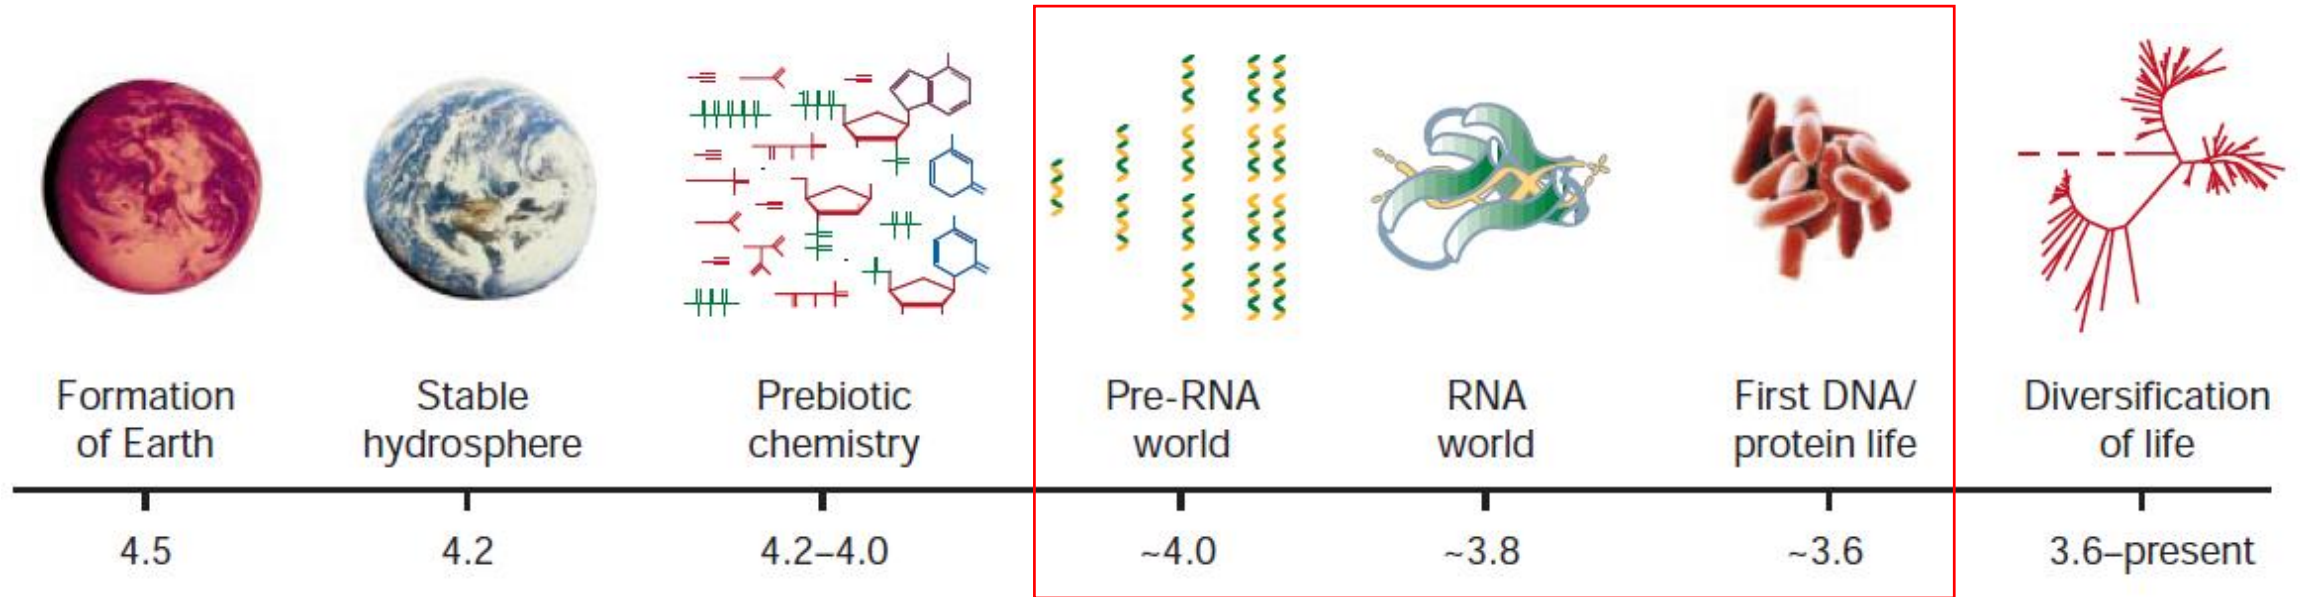 Formation
of Earth
Stable
hydrosphere
Prebiotic
chemistry
Pre-RNA
world
RNA
world
First DNA/
protein life
Diversification
of life
4.5
4.2
4.2–4.0
~4.0
~3.8
~3.6
3.6–present